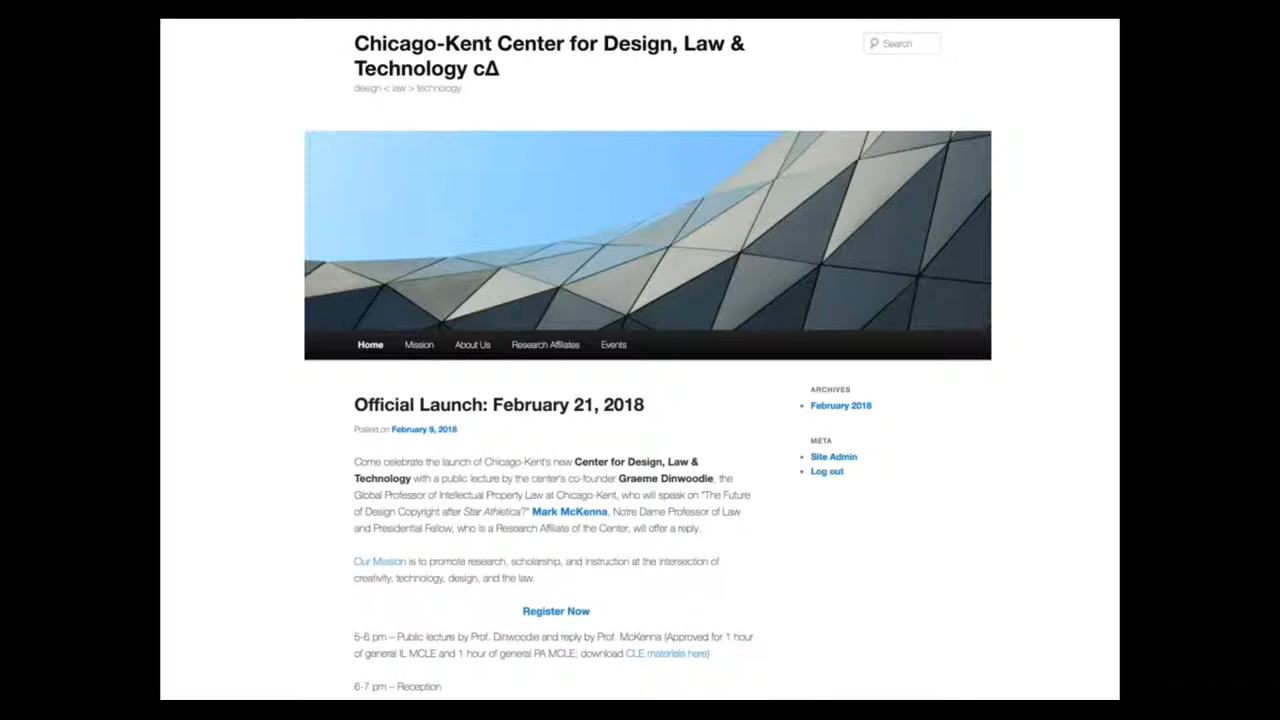 Chicago-Kent Center for Design, Law &
Technology c∆
design < law > technology
Search
Home Mission About Us Research Affiliates Events
Official Launch: February 21, 2018
Posted on February 9, 2018
Come celebrate the launch of Chicago-Kent's new Center for Design, Law &
Technology with a public lecture by the center's co-founder Graeme Dinwoodie, the
Global Professor of Intellectual Property Law at Chicago-Kent, who will speak on "The Future
of Design Copyright after Star Athletica?" Mark McKenna, Notre Dame Professor of Law
and Presidential Fellow, who is a Research Affiliate of the Center, will offer a reply.
Our Mission is to promote research, scholarship, and instruction at the intersection of
creativity, technology, design, and the law.
Register Now
5-6 pm – Public lecture by Prof. Dinwoodie and reply by Prof. McKenna (Approved for 1 hour
of general IL MCLE and 1 hour of general PA MCLE; download CLE materials here)
6-7 pm – Reception
ARCHIVES
• February 2018
META
• Site Admin
• Log out